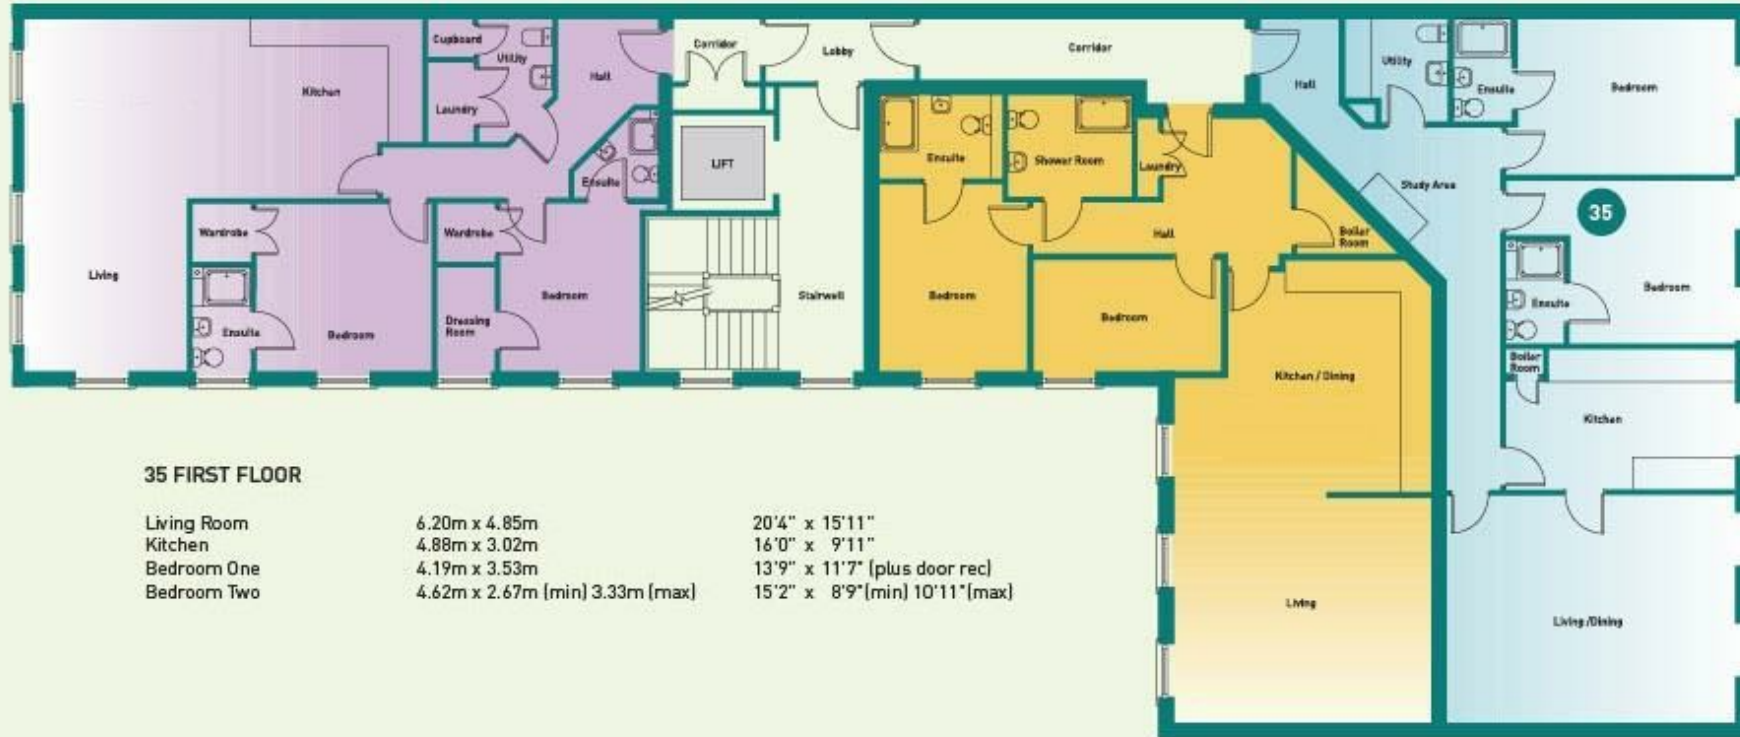 Cupboard
Utility
Kitchen
Laundry
Hall
Corridor
Lobby
Corridor
Hall
Utility
Ensuite
Bedroom
LIFT
Ensuite
Ensuite
Shower Room
Laundry
Study Area
35
Wardrobe
Wardrobe
Hall
Boiler
Room
Living
Bedroom
Stairwell
Bedroom
Bedroom
Bedroom
Ensuite
Ensuite
Bedroom
Dressing
Room
Boiler
Room
Kitchen / Dining
Kitchen
Living
Living /Dining
35 FIRST FLOOR
Living Room 6.20m x 4.85m 20'4" x 15'11"
Kitchen 4.88m x 3.02m 16'0" x 9'11"
Bedroom One 4.19m x 3.53m 13'9" x 11'7" (plus door rec)
Bedroom Two 4.62m x 2.67m (min) 3.33m (max) 15'2" x 8'9"(min) 10'11"(max)